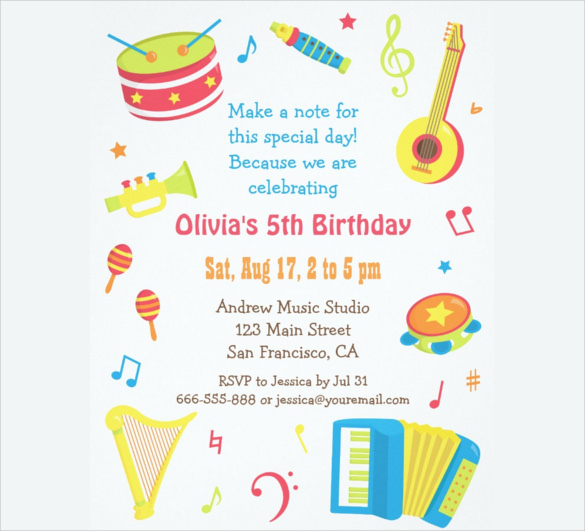 Make a note for
this special day!
Because we are
celebrating
Olivia's 5th Birthday
Sat, Aug 17, 2 to 5 pm
Andrew Music Studio
123 Main Street
San Francisco, CA
RSVP to Jessica by Jul 31
666-555-888 or jessica@youremail.com